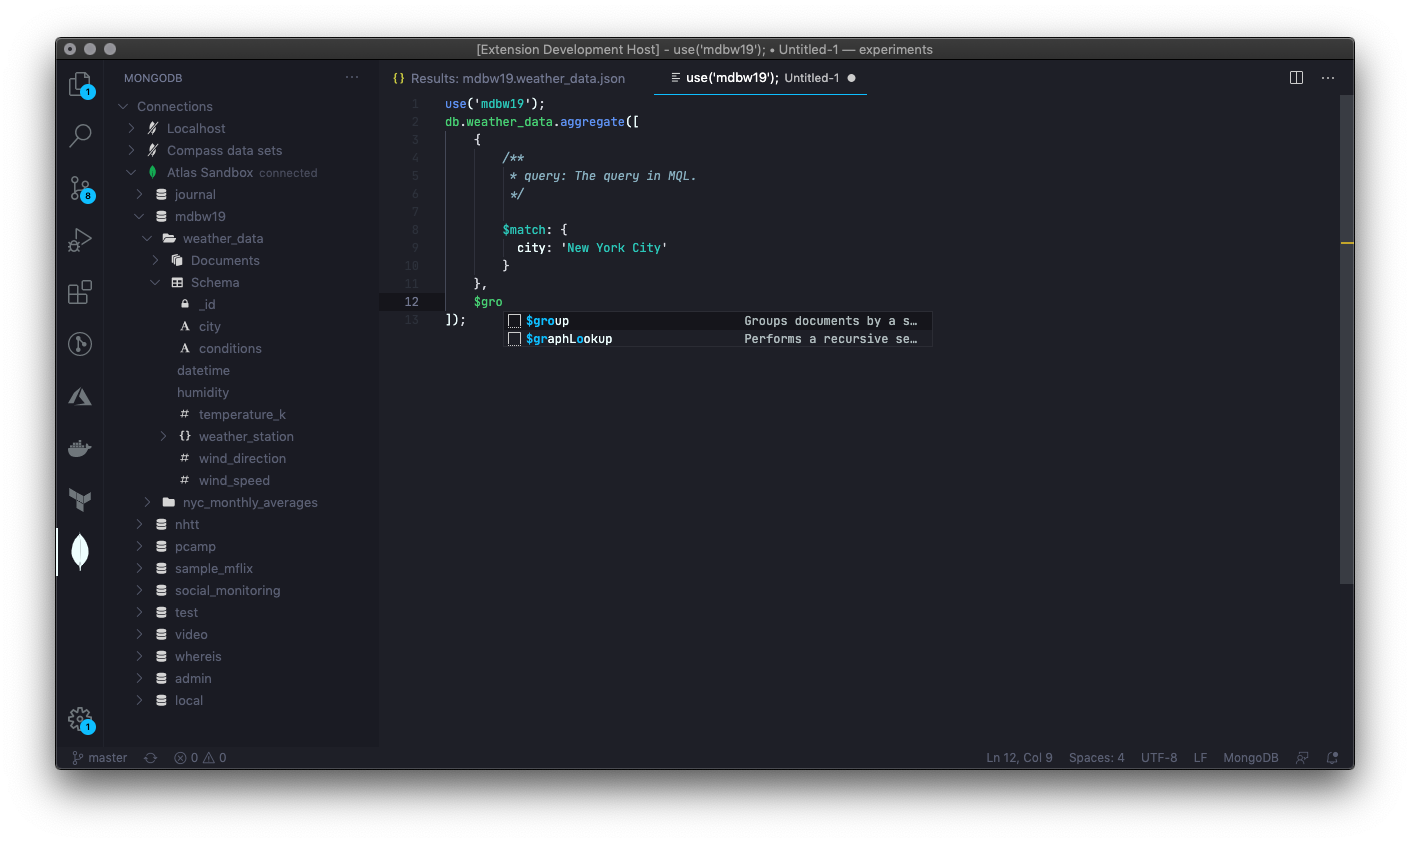 [Extension Development Host] - use('mdbw19'); • Untitled-1 — experiments
MONGODB ···
Connections
Localhost
Compass data sets
Atlas Sandbox connected
journal
mdbw19
weather_data
Documents
Schema
_id
A city
A conditions
datetime
humidity
# temperature_k
{} weather_station
# wind_direction
# wind_speed
nyc_monthly_averages
nhtt
pcamp
sample_mflix
social_monitoring
test
video
whereis
admin
local
1
8
1
{} Results: mdbw19.weather_data.json
use('mdbw19'); Untitled-1 ●
···
1 use('mdbw19');
2 db.weather_data.aggregate([
3 {
4 /**
5 * query: The query in MQL.
6 */
7
8 $match: {
9 city: 'New York City'
10 }
11 },
12 $gro
$group Groups documents by a s…
$graphLookup Performs a recursive se…
13 ]);
master 0 0
Ln 12, Col 9 Spaces: 4 UTF-8 LF MongoDB